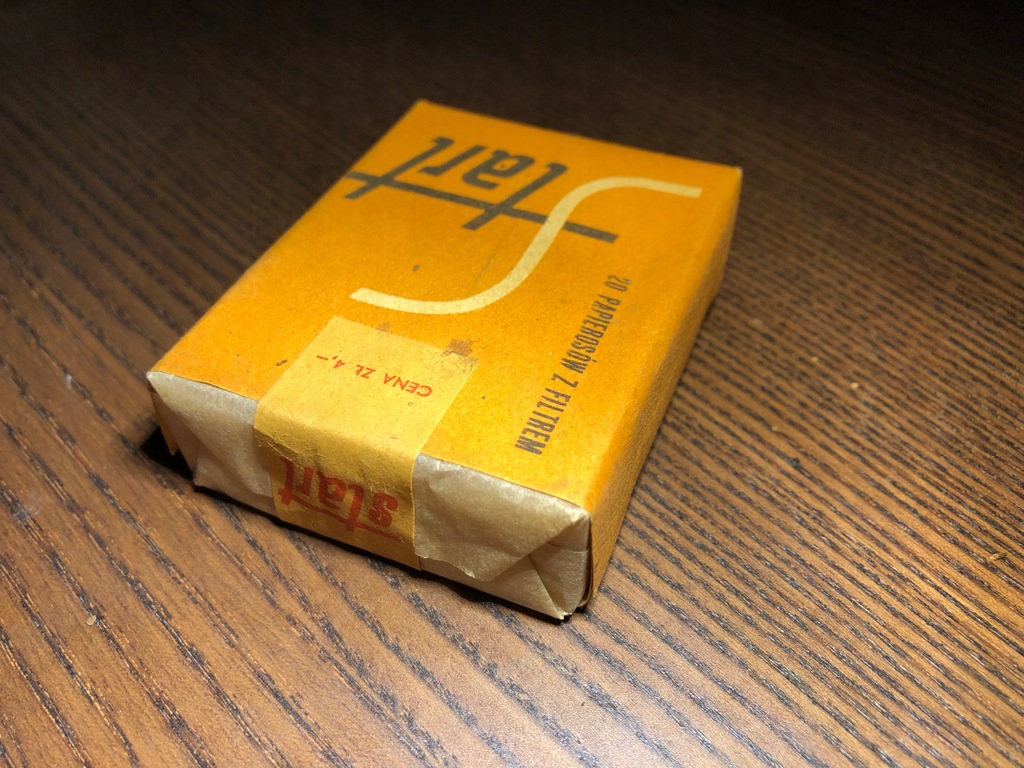 Start
20 PAPIEROSÓW Z FILTREM
CENA ZŁ 4,–
start